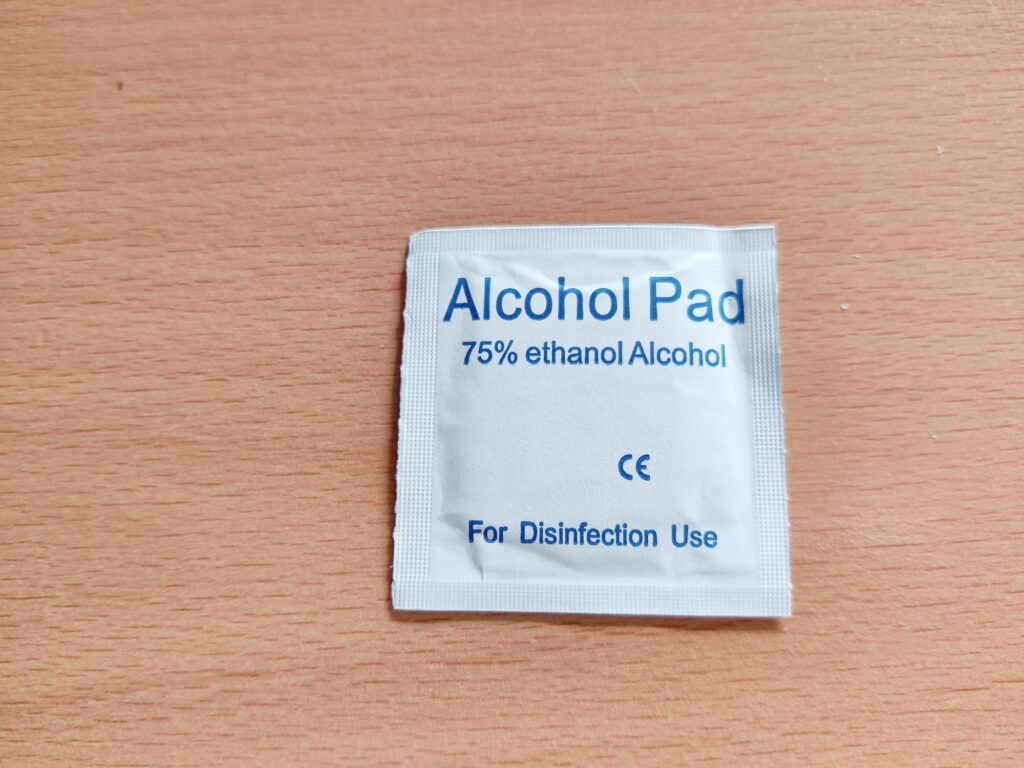 Alcohol Pad
75% ethanol Alcohol
CE
For Disinfection Use